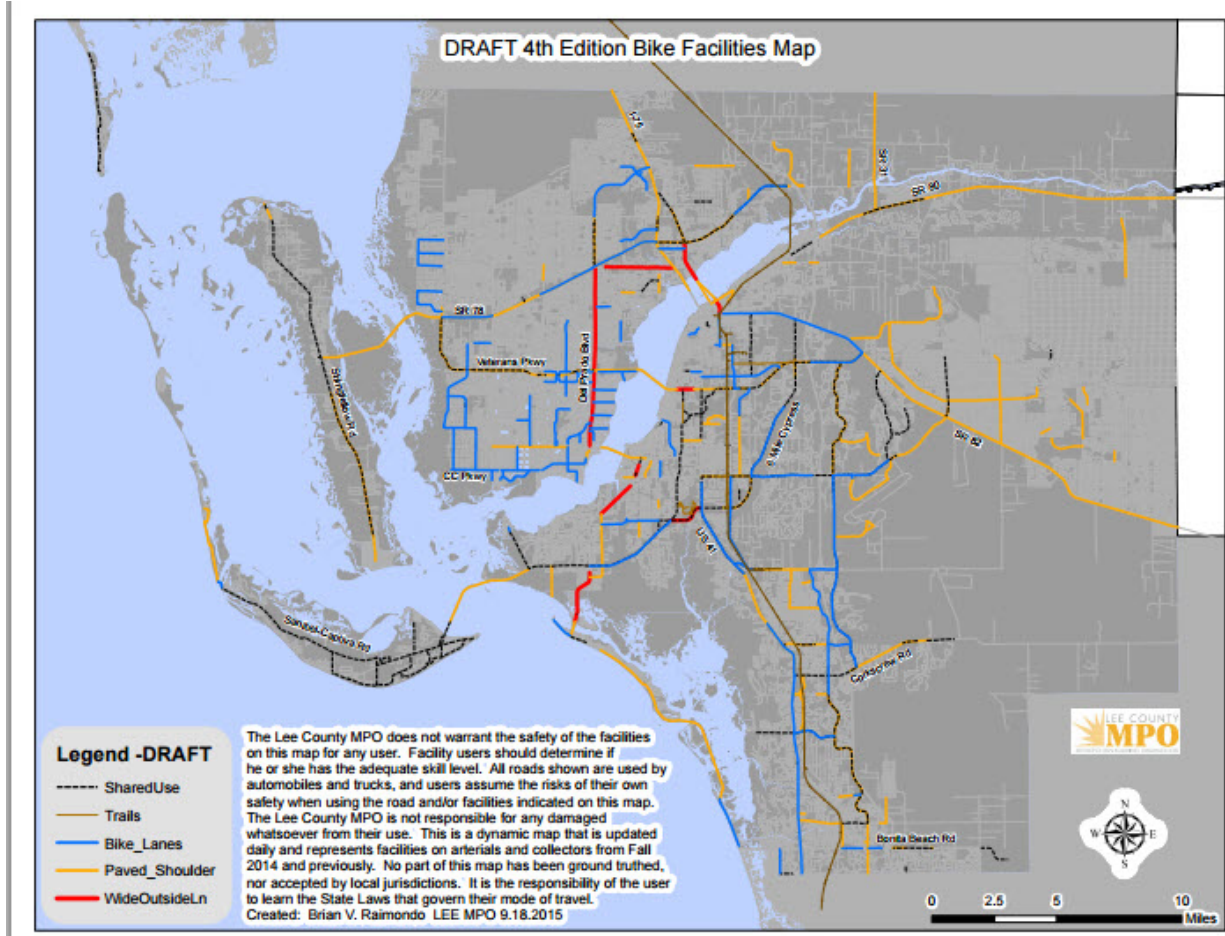 DRAFT 4th Edition Bike Facilities Map
I-75
SR 31
SR 80
SR 78
Veterans Pkwy
Del Prado Blvd
Stringfellow Rd
6 Mile Cypress
SR 82
CC Pkwy
US 41
Sanibel-Captiva Rd
Corkscrew Rd
Bonita Beach Rd
LEE COUNTY
MPO
N
W
E
S
0 2.5 5 10
Miles
Legend -DRAFT
SharedUse
Trails
Bike_Lanes
Paved_Shoulder
WideOutsideLn
The Lee County MPO does not warrant the safety of the facilities
on this map for any user. Facility users should determine if
he or she has the adequate skill level. All roads shown are used by
automobiles and trucks, and users assume the risks of their own
safety when using the road and/or facilities indicated on this map.
The Lee County MPO is not responsible for any damaged
whatsoever from their use. This is a dynamic map that is updated
daily and represents facilities on arterials and collectors from Fall
2014 and previously. No part of this map has been ground truthed,
nor accepted by local jurisdictions. It is the responsibility of the user
to learn the State Laws that govern their mode of travel.
Created: Brian V. Raimondo LEE MPO 9.18.2015